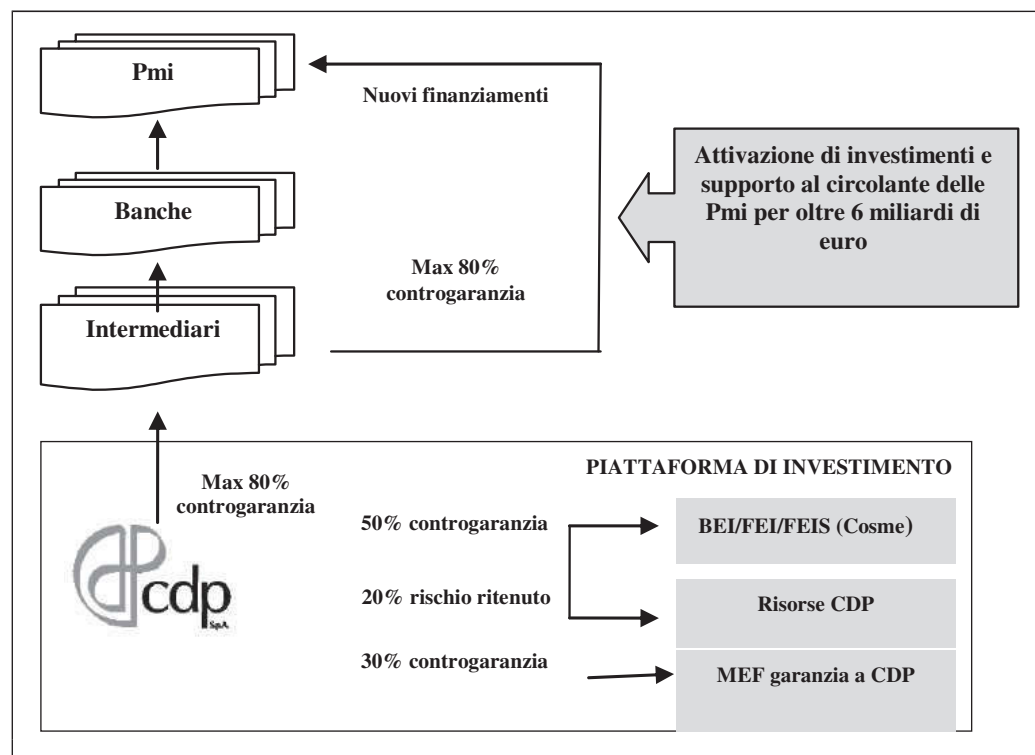 Pmi
Nuovi finanziamenti
Attivazione di investimenti e
supporto al circolante delle
Pmi per oltre 6 miliardi di
euro
Banche
Max 80%
controgaranzia
Intermediari
Max 80%
controgaranzia
PIATTAFORMA DI INVESTIMENTO
50% controgaranzia
BEI/FEI/FEIS (Cosme)
cdp
SpA
20% rischio ritenuto
Risorse CDP
30% controgaranzia
MEF garanzia a CDP